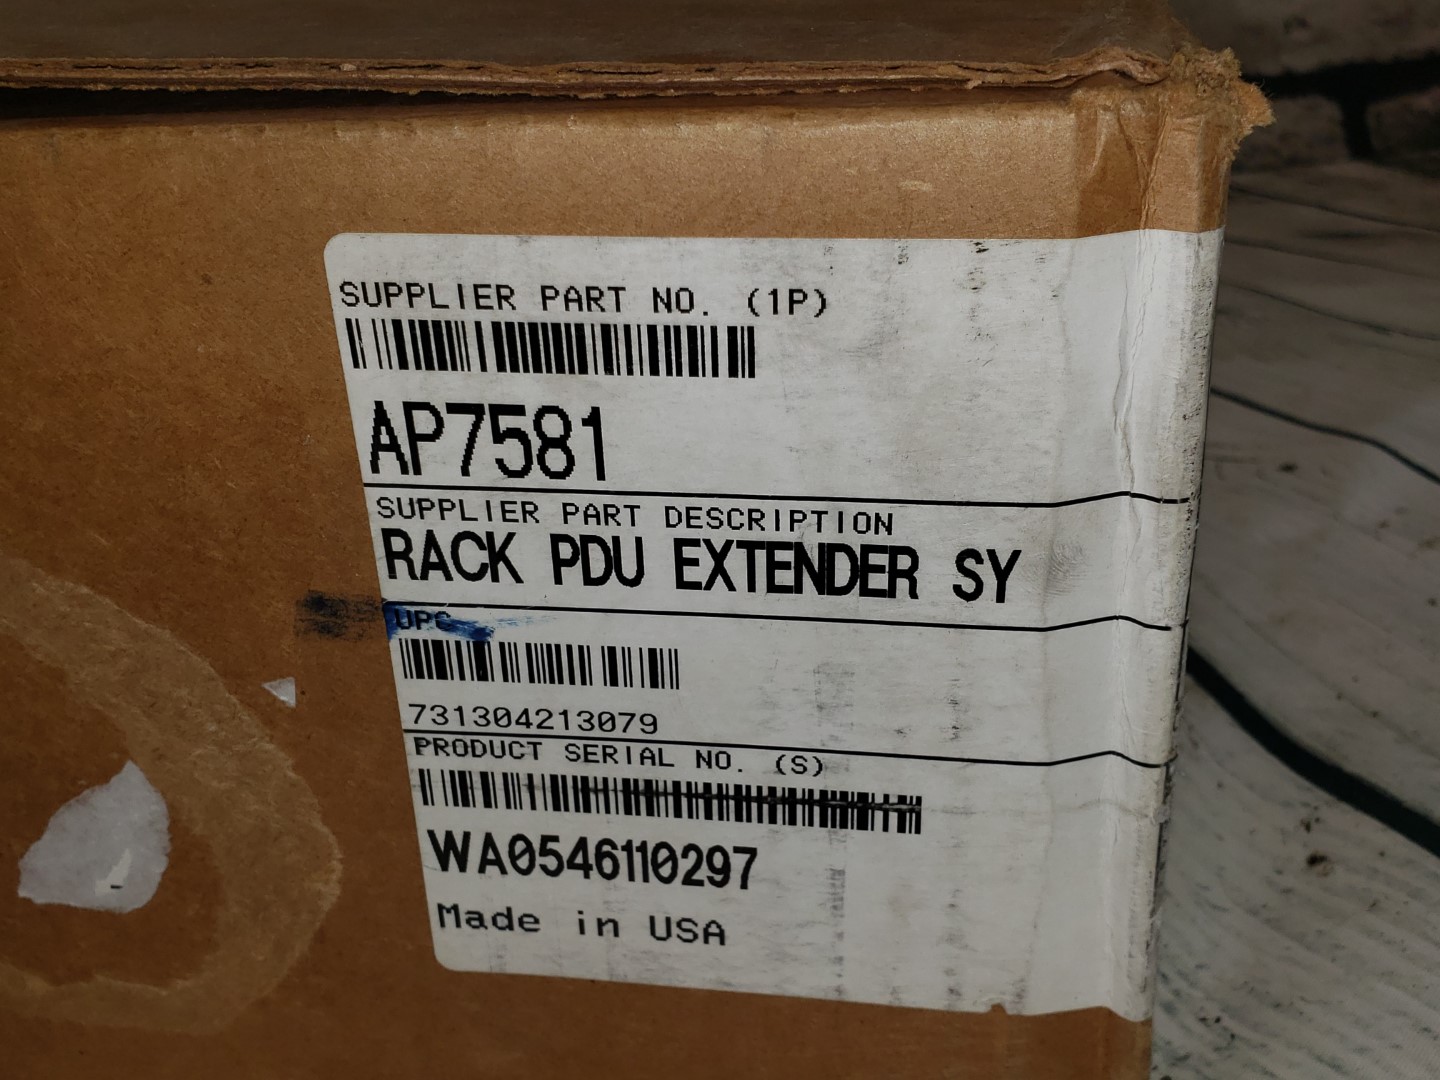 SUPPLIER PART NO. (1P)
AP7581
SUPPLIER PART DESCRIPTION
RACK PDU EXTENDER SY
UPC
731304213079
PRODUCT SERIAL NO. (S)
WA0546110297
Made in USA